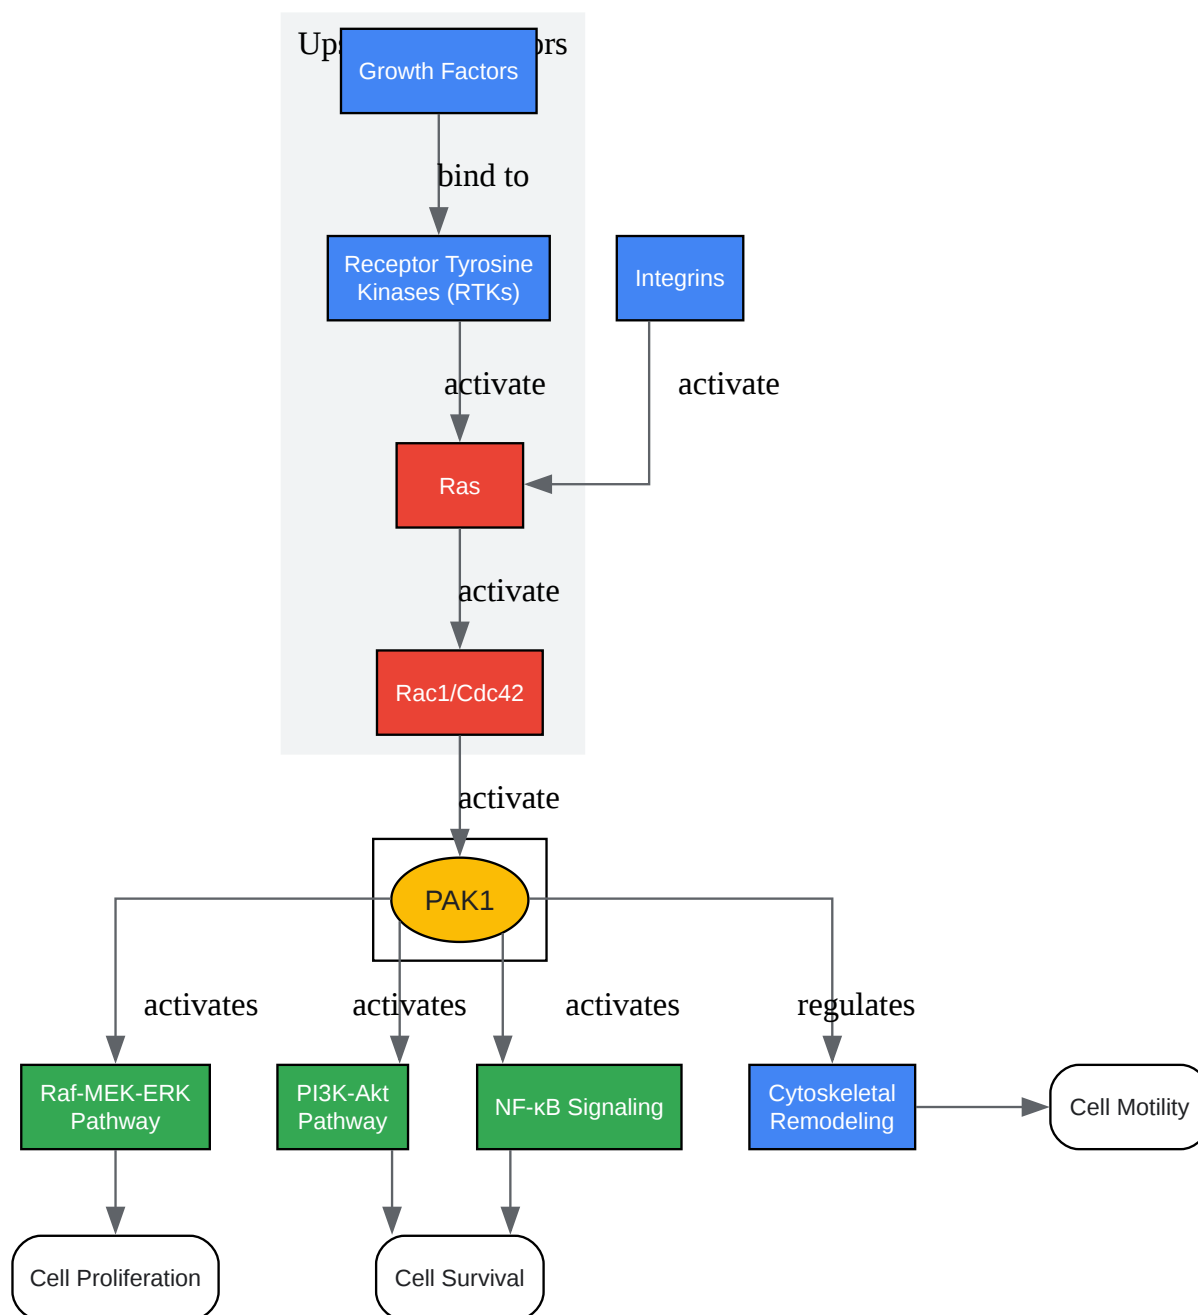 Growth Factors
bind to
Receptor Tyrosine
Kinases (RTKs)
Integrins
activate
activate
Ras
activate
Rac1/Cdc42
activate
PAK1
activates
activates
activates
regulates
Raf-MEK-ERK
Pathway
PI3K-Akt
Pathway
NF-κB Signaling
Cytoskeletal
Remodeling
Cell Motility
Cell Proliferation
Cell Survival